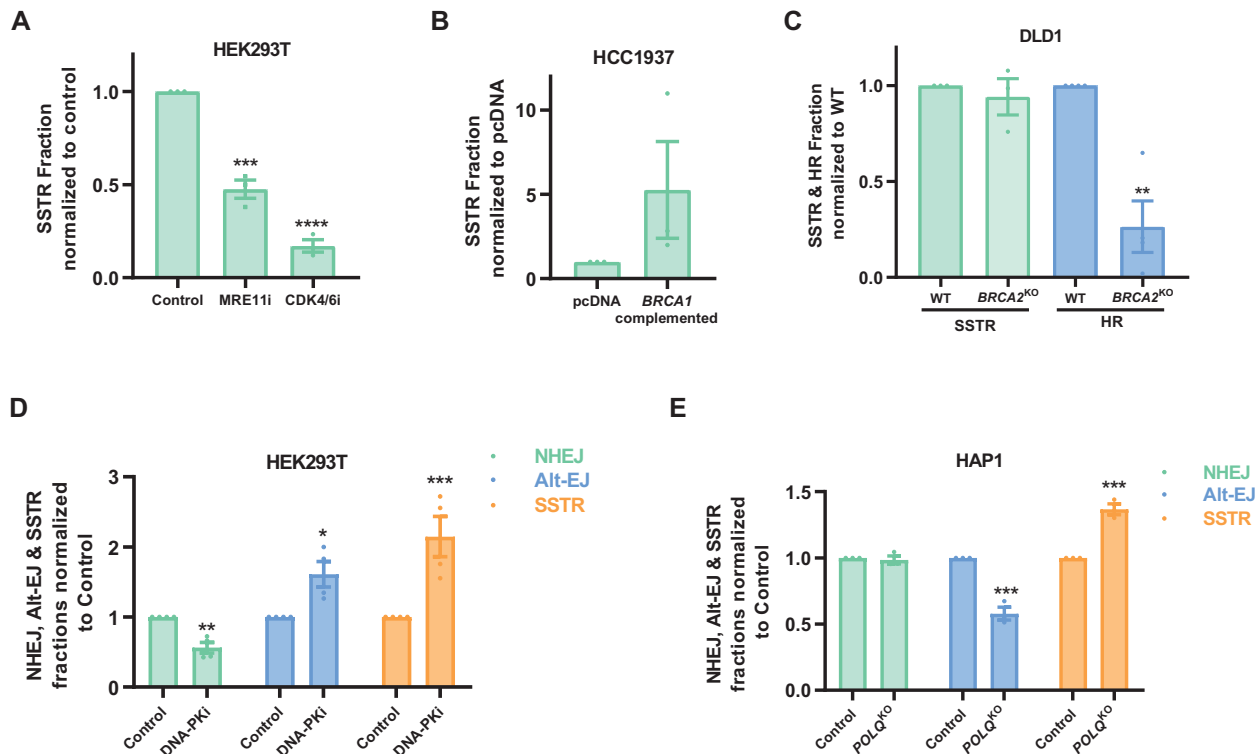 A
HEK293T
SSTR Fraction
normalized to control
1.0
0.5
0.0
***
****
Control MRE11i CDK4/6i
B
HCC1937
SSTR Fraction
normalized to pcDNA
10
5
0
pcDNA BRCA1
complemented
C
DLD1
SSTR & HR Fraction
normalized to WT
1.0
0.5
0.0
**
WT BRCA2KO WT BRCA2KO
SSTR HR
D
HEK293T
NHEJ, Alt-EJ & SSTR
fractions normalized
to Control
3
2
1
0
**
*
***
Control DNA-PKi Control DNA-PKi Control DNA-PKi
NHEJ
Alt-EJ
SSTR
E
HAP1
NHEJ, Alt-EJ & SSTR
fractions normalized
to Control
1.5
1.0
0.5
0.0
***
***
Control POLQKO Control POLQKO Control POLQKO
NHEJ
Alt-EJ
SSTR